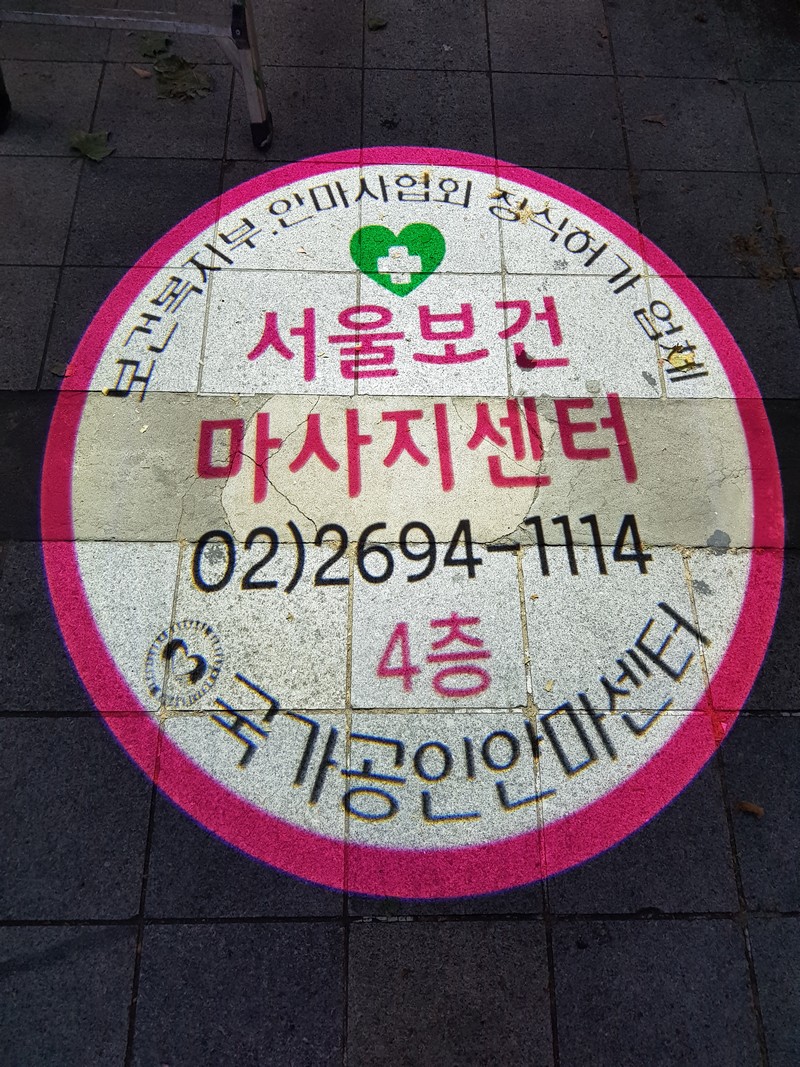 보건복지부.안마사협회 정식허가 업체
서울보건
마사지센터
02)2694-1114
4층
국가공인안마센터